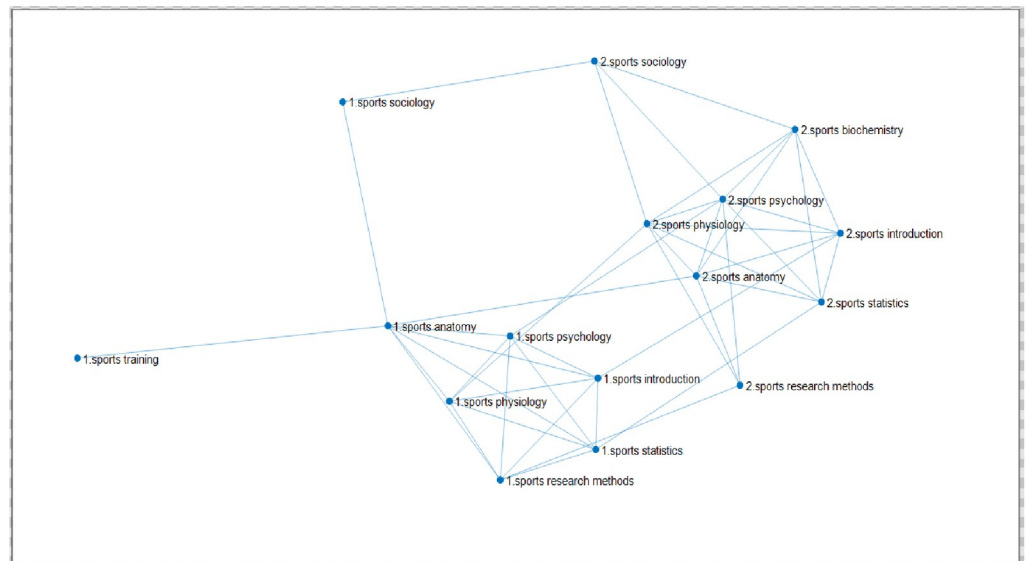 2.sports sociology
1.sports sociology
2.sports biochemistry
2.sports psychology
2.sports physiology
2.sports introduction
2.sports anatomy
2.sports statistics
1.sports anatomy
1.sports psychology
1.sports training
1.sports introduction
2.sports research methods
1.sports physiology
1.sports statistics
1.sports research methods